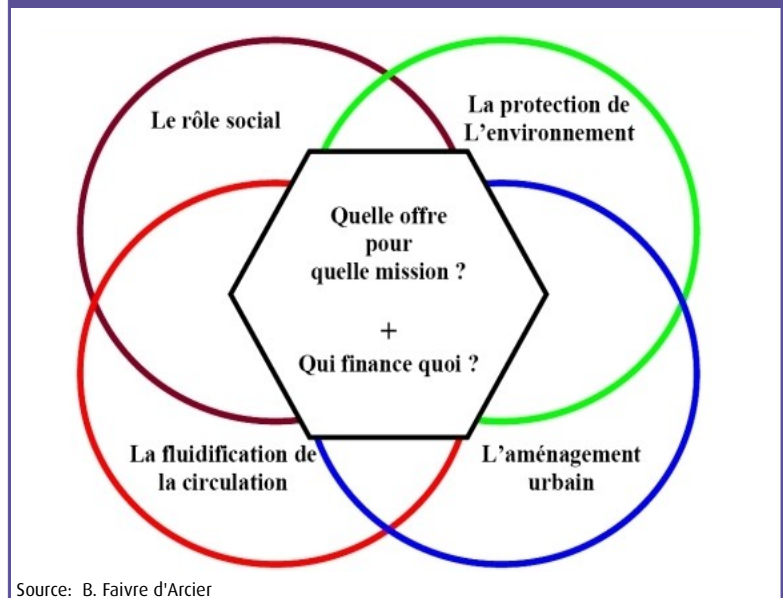 Le rôle social
La protection de
L'environnement
Quelle offre
pour
quelle mission ?
+
Qui finance quoi ?
La fluidification de
la circulation
L'aménagement
urbain
Source: B. Faivre d'Arcier